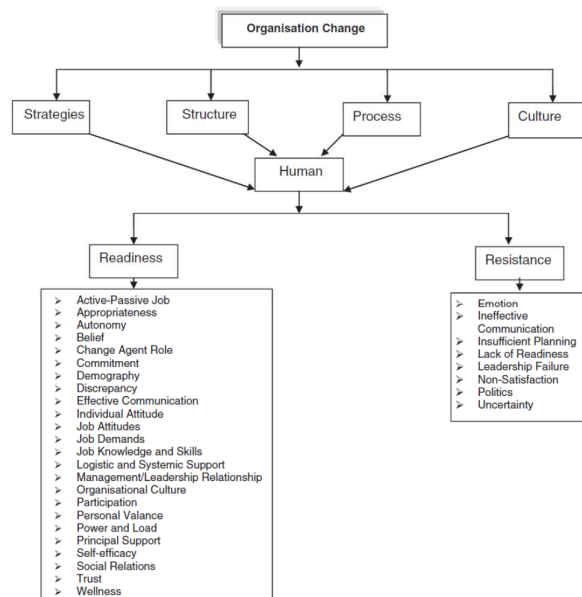 Organisation Change
Strategies
Structure
Process
Culture
Human
Readiness
Resistance
Active-Passive Job
Appropriateness
Autonomy
Belief
Change Agent Role
Commitment
Demography
Discrepancy
Effective Communication
Individual Attitude
Job Attitudes
Job Demands
Job Knowledge and Skills
Logistic and Systemic Support
Management/Leadership Relationship
Organisational Culture
Participation
Personal Valance
Power and Load
Principal Support
Self-efficacy
Social Relations
Trust
Wellness
Emotion
Ineffective
Communication
Insufficient Planning
Lack of Readiness
Leadership Failure
Non-Satisfaction
Politics
Uncertainty